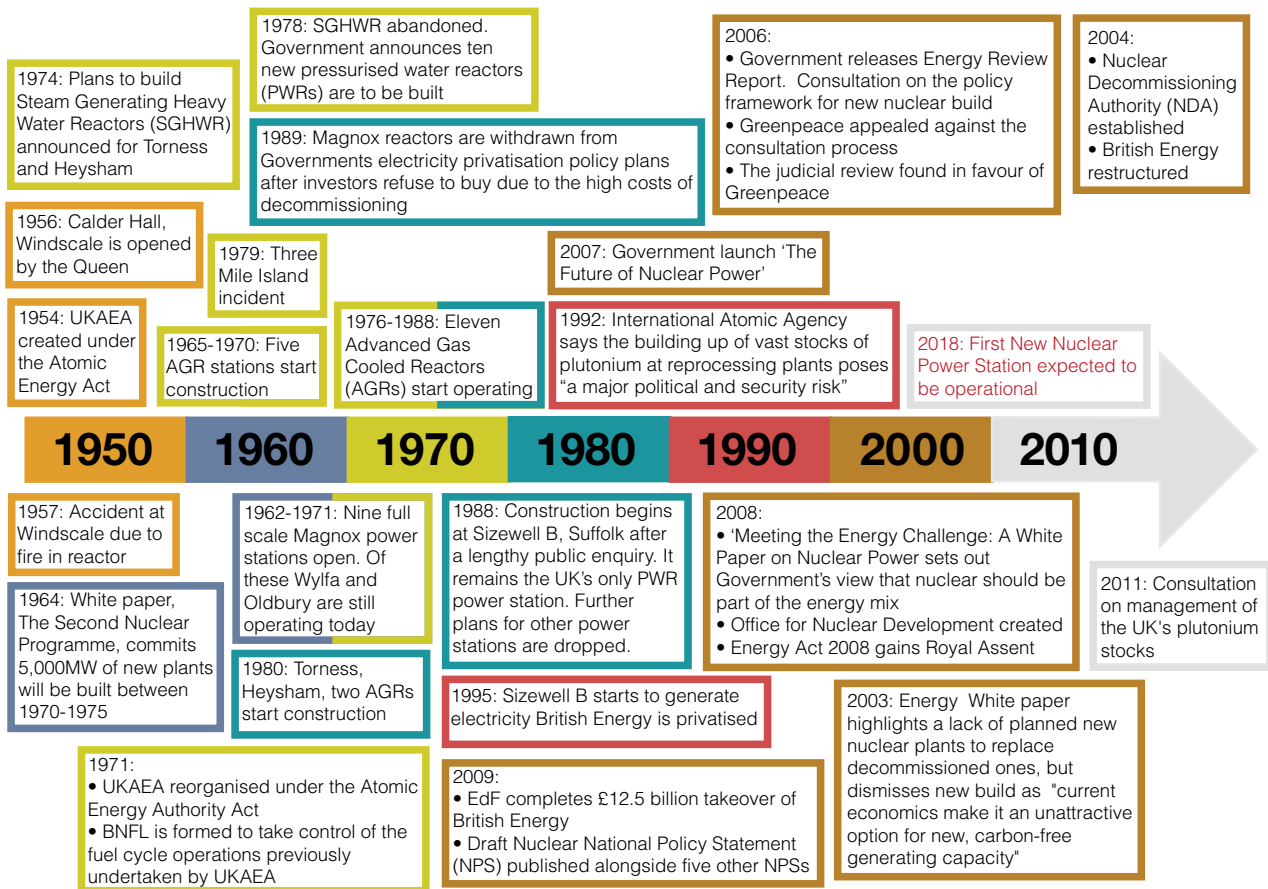 1974: Plans to build
Steam Generating Heavy
Water Reactors (SGHWR)
announced for Torness
and Heysham
1978: SGHWR abandoned.
Government announces ten
new pressurised water reactors
(PWRs) are to be built
2006:
• Government releases Energy Review
Report.  Consultation on the policy
framework for new nuclear build
• Greenpeace appealed against the
consultation process
• The judicial review found in favour of
Greenpeace
2004:
• Nuclear
Decommissioning
Authority (NDA)
established
• British Energy
restructured
1989: Magnox reactors are withdrawn from
Governments electricity privatisation policy plans
after investors refuse to buy due to the high costs of
decommissioning
1956: Calder Hall,
Windscale is opened
by the Queen
1979: Three
Mile Island
incident
2007: Government launch ‘The
Future of Nuclear Power’
1954: UKAEA
created under
the Atomic
Energy Act
1965-1970: Five
AGR stations start
construction
1976-1988: Eleven
Advanced Gas
Cooled Reactors
(AGRs) start operating
1992: International Atomic Agency
says the building up of vast stocks of
plutonium at reprocessing plants poses
“a major political and security risk”
2018: First New Nuclear
Power Station expected to
be operational
1950 1960 1970 1980 1990 2000 2010
1957: Accident at
Windscale due to
fire in reactor
1964: White paper,
The Second Nuclear
Programme, commits
5,000MW of new plants
will be built between
1970-1975
1962-1971: Nine full
scale Magnox power
stations open. Of
these Wylfa and
Oldbury are still
operating today
1980: Torness,
Heysham, two AGRs
start construction
1988: Construction begins
at Sizewell B, Suffolk after
a lengthy public enquiry. It
remains the UK’s only PWR
power station. Further
plans for other power
stations are dropped.
2008:
• ‘Meeting the Energy Challenge: A White
Paper on Nuclear Power sets out
Government’s view that nuclear should be
part of the energy mix
• Office for Nuclear Development created
• Energy Act 2008 gains Royal Assent
2011: Consultation
on management of
the UK's plutonium
stocks
1995: Sizewell B starts to generate
electricity British Energy is privatised
2003: Energy  White paper
highlights a lack of planned new
nuclear plants to replace
decommissioned ones, but
dismisses new build as  "current
economics make it an unattractive
option for new, carbon-free
generating capacity"
1971:
• UKAEA reorganised under the Atomic
Energy Authority Act
• BNFL is formed to take control of the
fuel cycle operations previously
undertaken by UKAEA
2009:
• EdF completes £12.5 billion takeover of
British Energy
• Draft Nuclear National Policy Statement
(NPS) published alongside five other NPSs